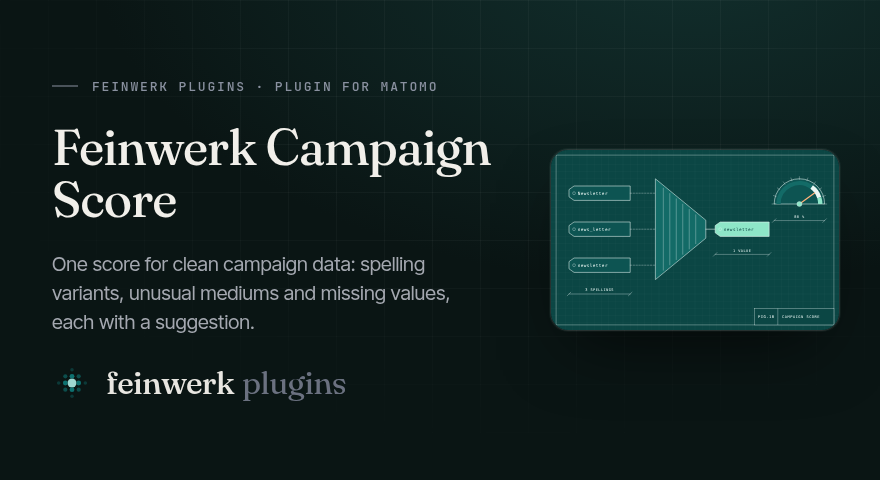 FEINWERK PLUGINS · PLUGIN FOR MATOMO
Feinwerk Campaign
Score
One score for clean campaign data: spelling
variants, unusual mediums and missing values,
each with a suggestion.
feinwerk plugins
Newsletter
news_letter
newsletter
3 SPELLINGS
newsletter
1 VALUE
CAMPAIGN SCORE